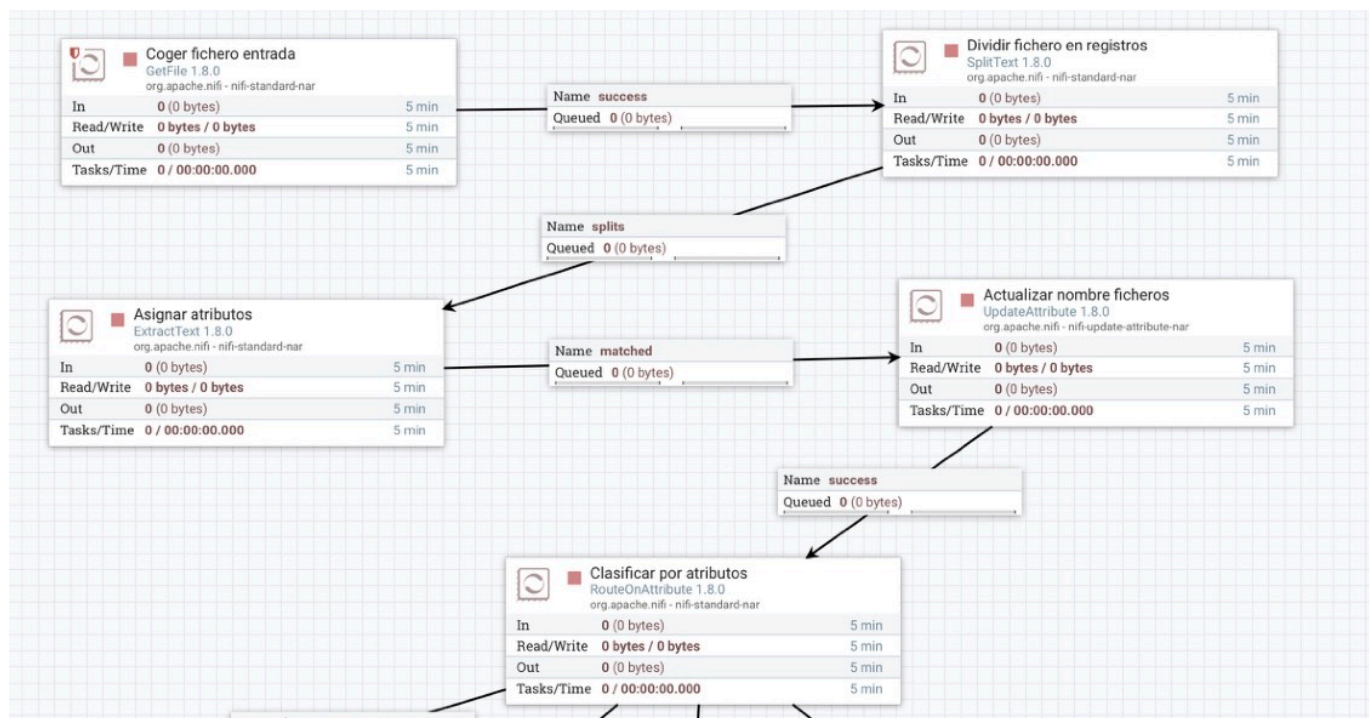 Coger fichero entrada
GetFile 1.8.0
org.apache.nifi - nifi-standard-nar
In 0 (0 bytes) 5 min
Read/Write 0 bytes / 0 bytes 5 min
Out 0 (0 bytes) 5 min
Tasks/Time 0 / 00:00:00.000 5 min
Name success
Queued 0 (0 bytes)
Dividir fichero en registros
SplitText 1.8.0
org.apache.nifi - nifi-standard-nar
In 0 (0 bytes) 5 min
Read/Write 0 bytes / 0 bytes 5 min
Out 0 (0 bytes) 5 min
Tasks/Time 0 / 00:00:00.000 5 min
Name splits
Queued 0 (0 bytes)
Asignar atributos
ExtractText 1.8.0
org.apache.nifi - nifi-standard-nar
In 0 (0 bytes) 5 min
Read/Write 0 bytes / 0 bytes 5 min
Out 0 (0 bytes) 5 min
Tasks/Time 0 / 00:00:00.000 5 min
Name matched
Queued 0 (0 bytes)
Actualizar nombre ficheros
UpdateAttribute 1.8.0
org.apache.nifi - nifi-update-attribute-nar
In 0 (0 bytes) 5 min
Read/Write 0 bytes / 0 bytes 5 min
Out 0 (0 bytes) 5 min
Tasks/Time 0 / 00:00:00.000 5 min
Name success
Queued 0 (0 bytes)
Clasificar por atributos
RouteOnAttribute 1.8.0
org.apache.nifi - nifi-standard-nar
In 0 (0 bytes) 5 min
Read/Write 0 bytes / 0 bytes 5 min
Out 0 (0 bytes) 5 min
Tasks/Time 0 / 00:00:00.000 5 min